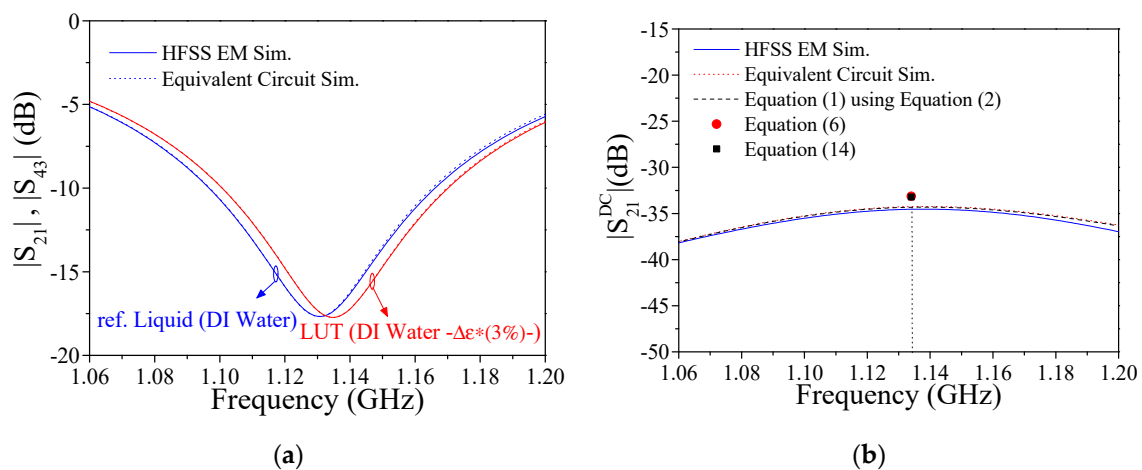 0
-5
-10
-15
-20
|S21|, |S43| (dB)
HFSS EM Sim.
Equivalent Circuit Sim.
ref. Liquid (DI Water)
LUT (DI Water -Δε*(3%)-)
1.06 1.08 1.10 1.12 1.14 1.16 1.18 1.20
Frequency (GHz)
(a)
-15
-20
-25
-30
-35
-40
-45
-50
|S21^DC|(dB)
HFSS EM Sim.
Equivalent Circuit Sim.
Equation (1) using Equation (2)
Equation (6)
Equation (14)
1.06 1.08 1.10 1.12 1.14 1.16 1.18 1.20
Frequency (GHz)
(b)